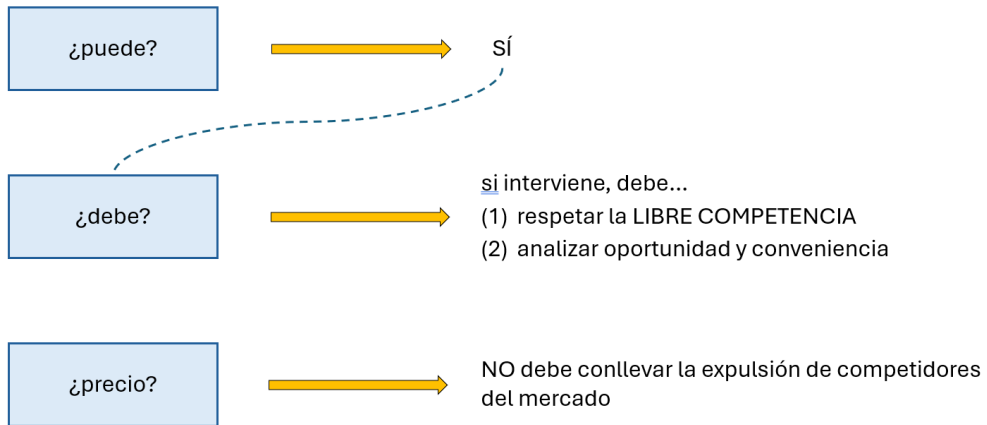 ¿puede?
SÍ
¿debe?
si interviene, debe...
(1) respetar la LIBRE COMPETENCIA
(2) analizar oportunidad y conveniencia
¿precio?
NO debe conllevar la expulsión de competidores
del mercado